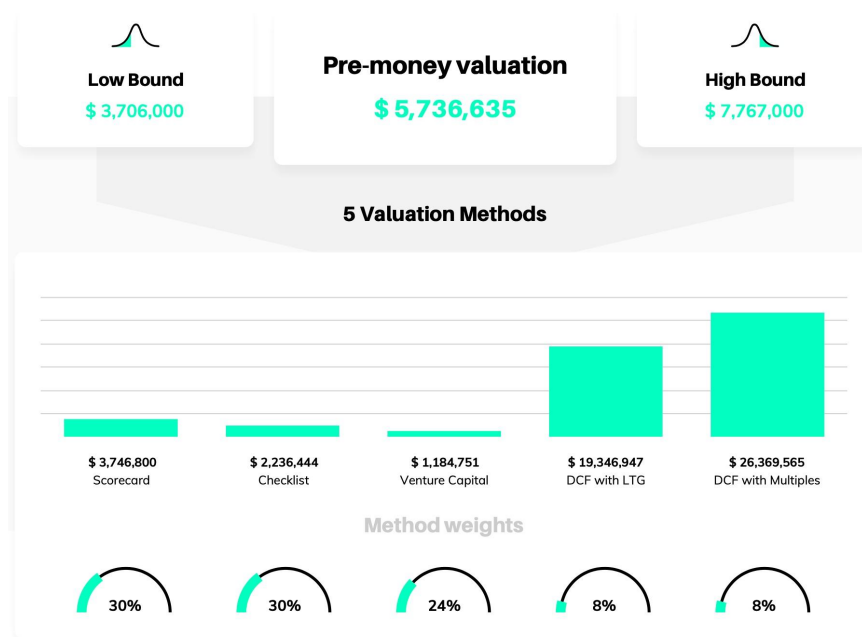 Low Bound
$ 3,706,000
Pre-money valuation
$ 5,736,635
High Bound
$ 7,767,000
5 Valuation Methods
$ 3,746,800
Scorecard
$ 2,236,444
Checklist
$ 1,184,751
Venture Capital
$ 19,346,947
DCF with LTG
$ 26,369,565
DCF with Multiples
Method weights
30%
30%
24%
8%
8%